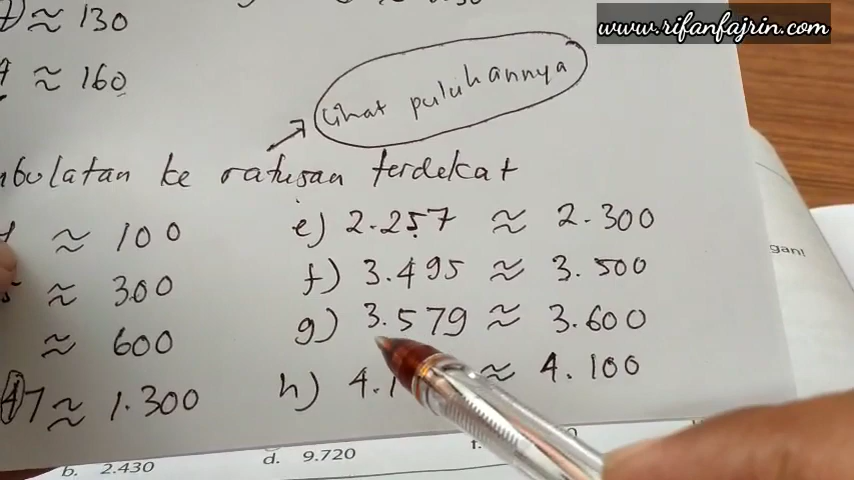 www.rifanfajrin.com
≈ 130
≈ 160
Lihat puluhannya
bulatan ke ratusan terdekat
≈ 100
≈ 300
≈ 600
47 ≈ 1.300
e) 2.257 ≈ 2.300
f) 3.495 ≈ 3.500
g) 3.579 ≈ 3.600
h) 4.1 ≈ 4.100
b. 2.430
d. 9.720
f.